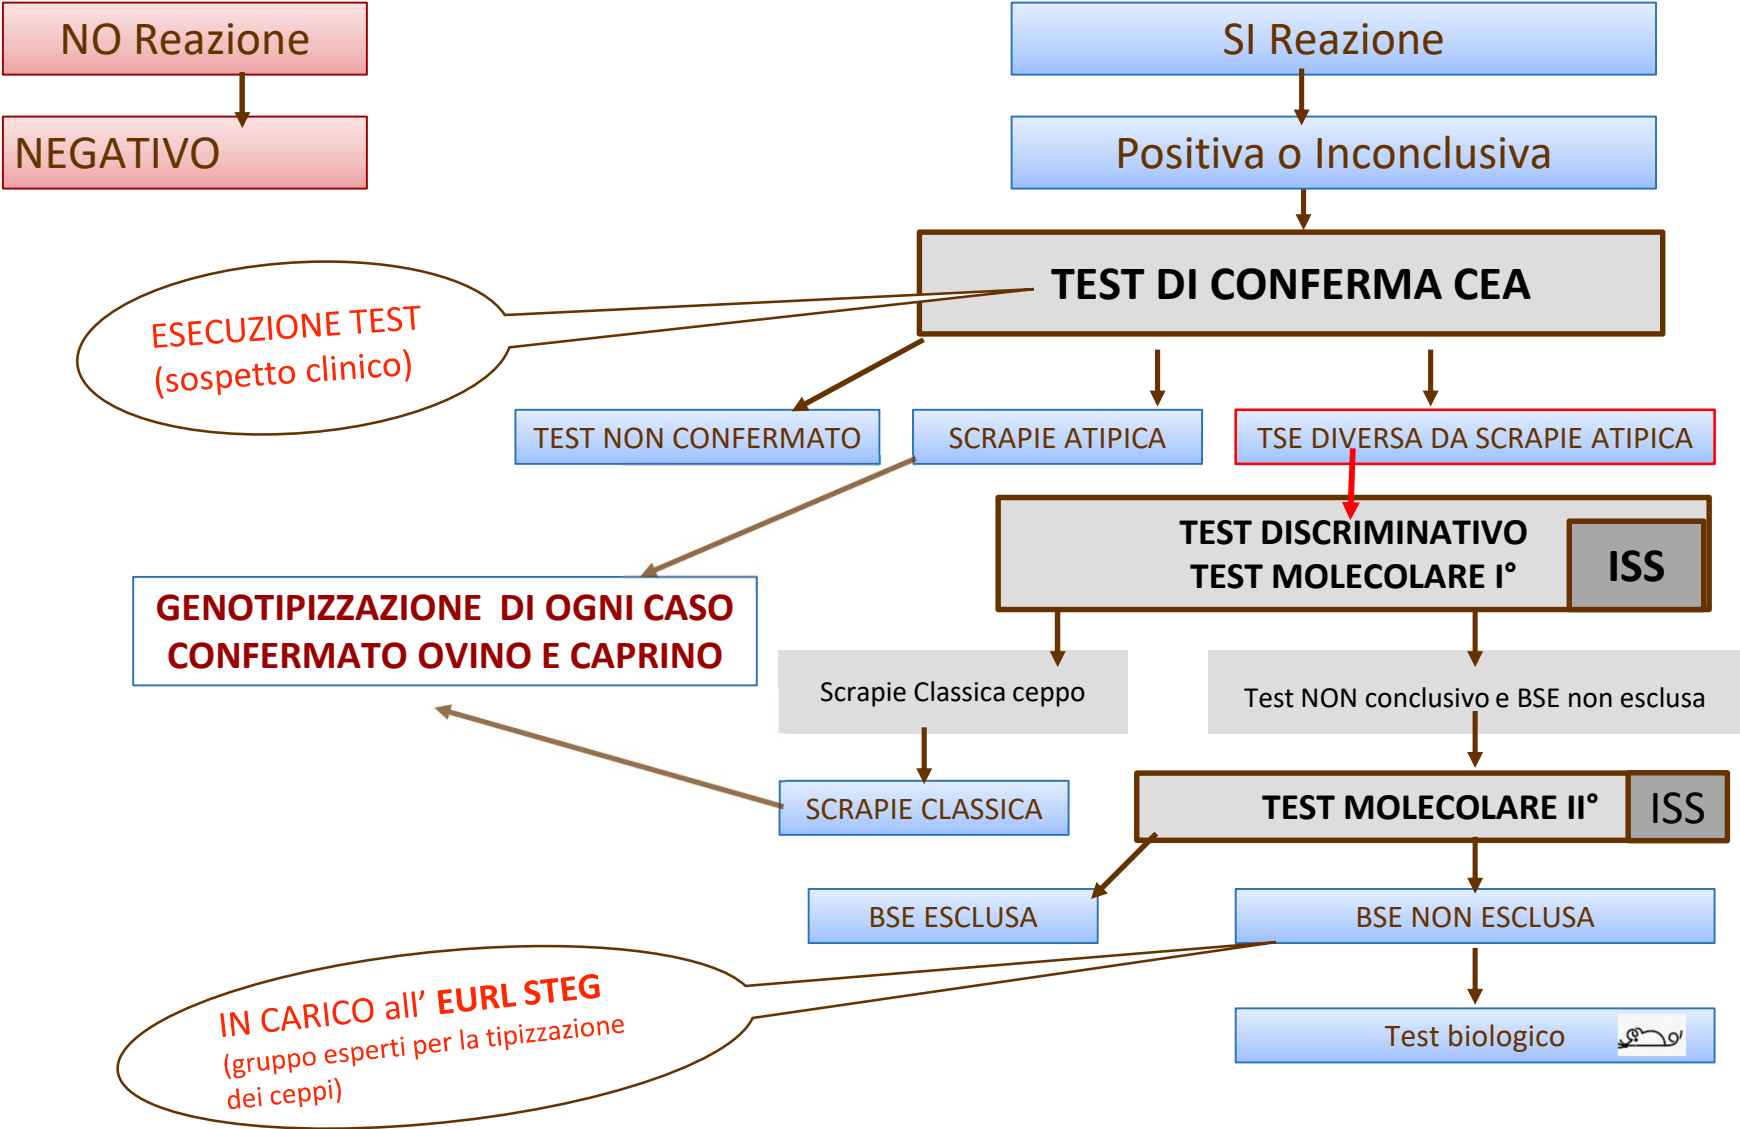 NO Reazione
SI Reazione
NEGATIVO
Positiva o Inconclusiva
TEST DI CONFERMA CEA
ESECUZIONE TEST
(sospetto clinico)
TEST NON CONFERMATO
SCRAPIE ATIPICA
TSE DIVERSA DA SCRAPIE ATIPICA
TEST DISCRIMINATIVO
TEST MOLECOLARE I°
ISS
GENOTIPIZZAZIONE DI OGNI CASO
CONFERMATO OVINO E CAPRINO
Scrapie Classica ceppo
Test NON conclusivo e BSE non esclusa
SCRAPIE CLASSICA
TEST MOLECOLARE II°
ISS
BSE ESCLUSA
BSE NON ESCLUSA
IN CARICO all’ EURL STEG
(gruppo esperti per la tipizzazione
dei ceppi)
Test biologico